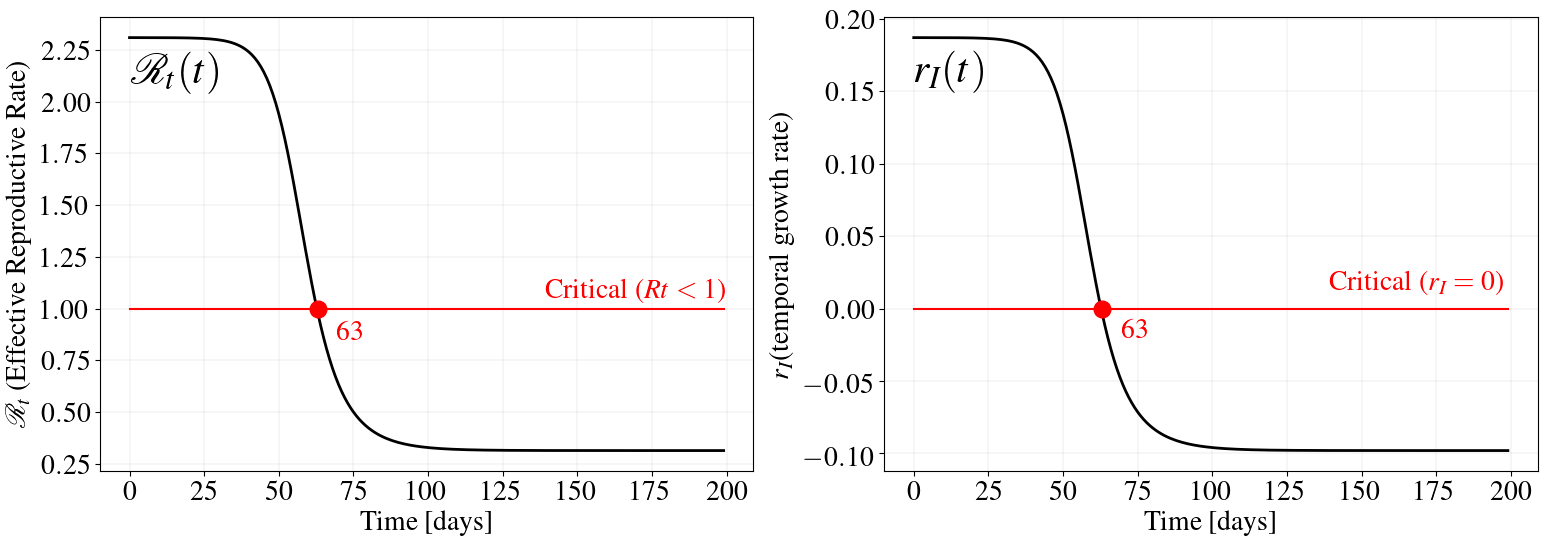 ℛₜ (Effective Reproductive Rate)
2.25
2.00
1.75
1.50
1.25
1.00
0.75
0.50
0.25
ℛₜ(t)
Critical (Rt < 1)
63
0 25 50 75 100 125 150 175 200
Time [days]
r_I(temporal growth rate)
0.20
0.15
0.10
0.05
0.00
−0.05
−0.10
r_I(t)
Critical (r_I = 0)
63
0 25 50 75 100 125 150 175 200
Time [days]